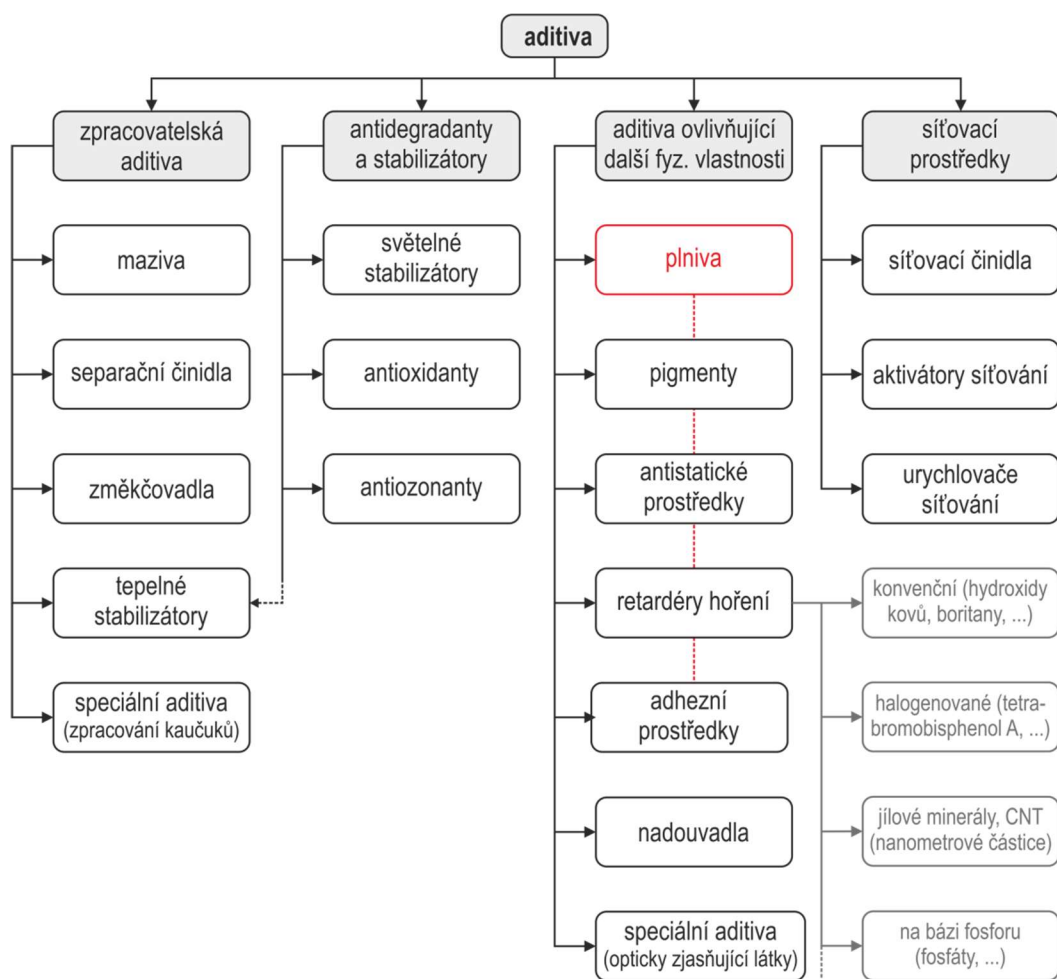 aditiva
zpracovatelská
aditiva
maziva
separační činidla
změkčovadla
tepelné
stabilizátory
speciální aditiva
(zpracování kaučuků)
antidegradanty
a stabilizátory
světelné
stabilizátory
antioxidanty
antiozonanty
aditiva ovlivňující
další fyz. vlastnosti
plniva
pigmenty
antistatické
prostředky
retardéry hoření
adhezní
prostředky
nadouvadla
speciální aditiva
(opticky zjasňující látky)
síťovací
prostředky
síťovací činidla
aktivátory síťování
urychlovače
síťování
konvenční (hydroxidy
kovů, boritany, ...)
halogenované (tetra-
bromobisphenol A, ...)
jílové minerály, CNT
(nanometrové částice)
na bázi fosforu
(fosfáty, ...)